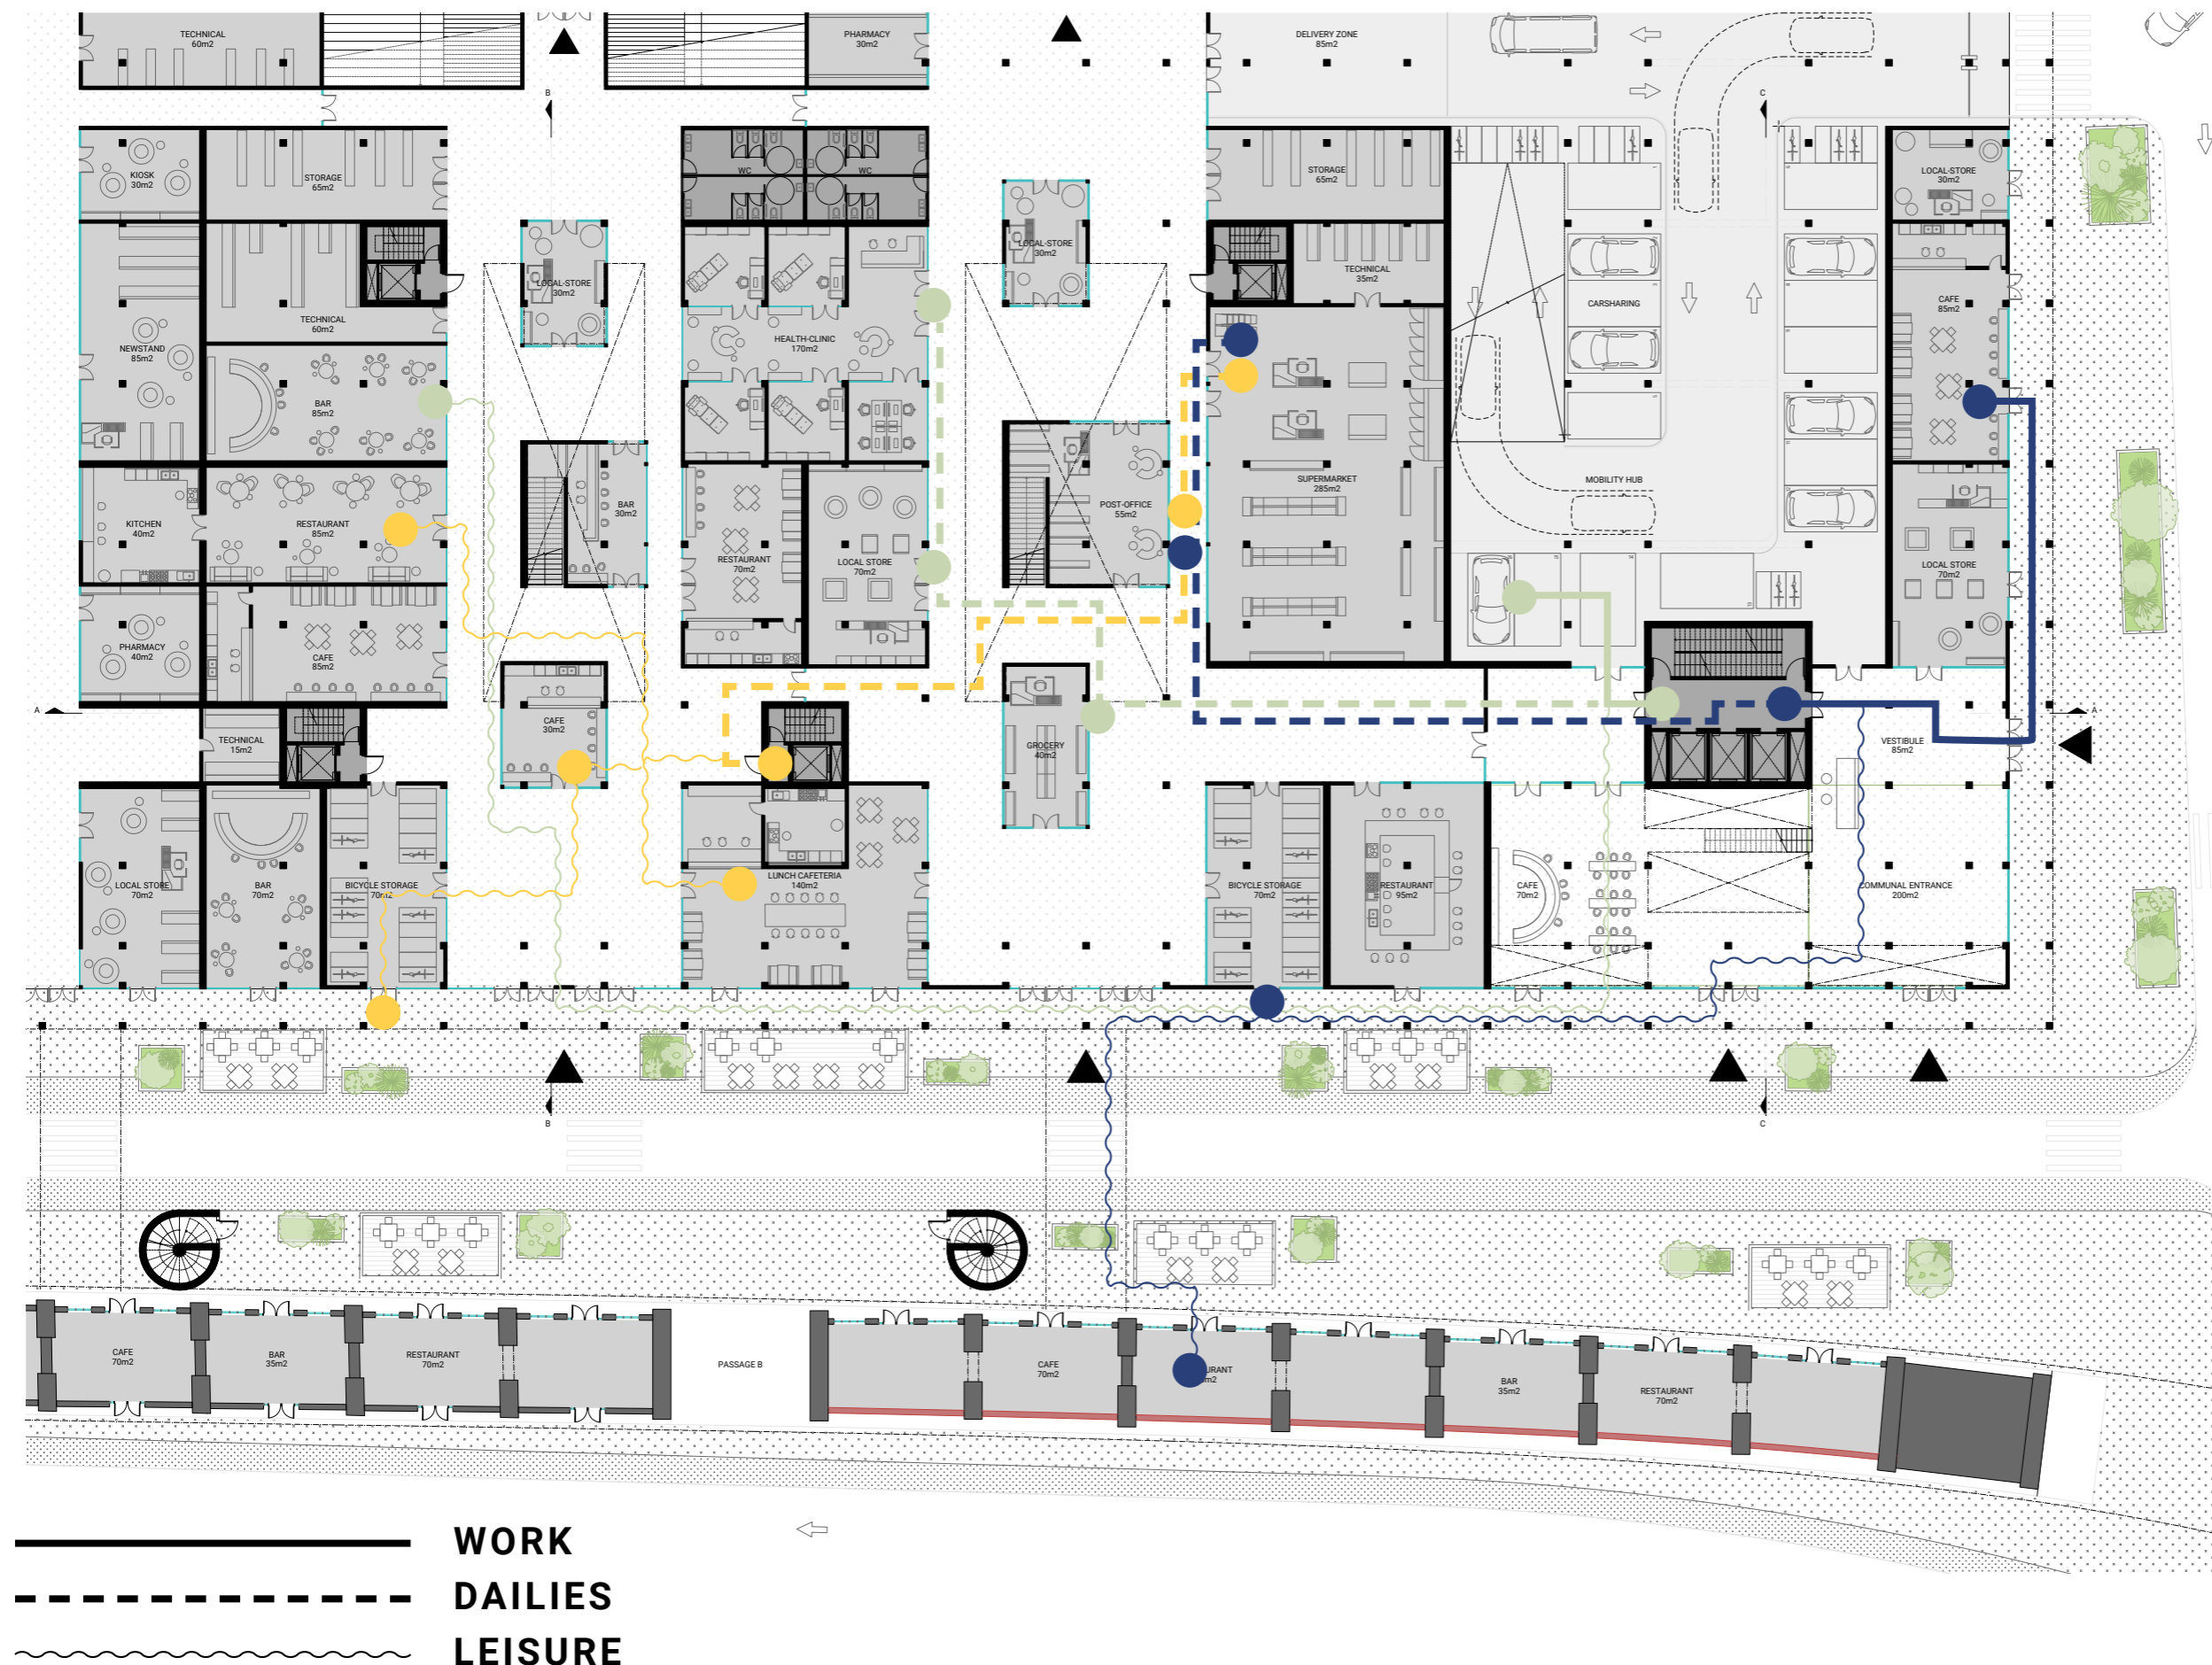 TECHNICAL
60m2
PHARMACY
30m2
DELIVERY ZONE
85m2
B
C
KIOSK
30m2
STORAGE
65m2
WC
WC
STORAGE
65m2
LOCAL-STORE
30m2
LOCAL-STORE
30m2
LOCAL-STORE
30m2
TECHNICAL
35m2
CARSHARING
CAFE
85m2
TECHNICAL
60m2
NEWSTAND
85m2
HEALTH-CLINIC
170m2
BAR
85m2
SUPERMARKET
285m2
MOBILITY HUB
KITCHEN
40m2
RESTAURANT
85m2
BAR
30m2
POST-OFFICE
55m2
RESTAURANT
70m2
LOCAL STORE
70m2
LOCAL STORE
70m2
PHARMACY
40m2
CAFE
85m2
A
A
CAFE
30m2
TECHNICAL
15m2
GROCERY
40m2
VESTIBULE
85m2
LOCAL STORE
70m2
BAR
70m2
BICYCLE STORAGE
70m2
LUNCH CAFETERIA
140m2
BICYCLE STORAGE
70m2
RESTAURANT
95m2
CAFE
70m2
COMMUNAL ENTRANCE
200m2
B
C
CAFE
70m2
BAR
35m2
RESTAURANT
70m2
PASSAGE B
CAFE
70m2
BAR
35m2
RESTAURANT
70m2
WORK
DAILIES
LEISURE